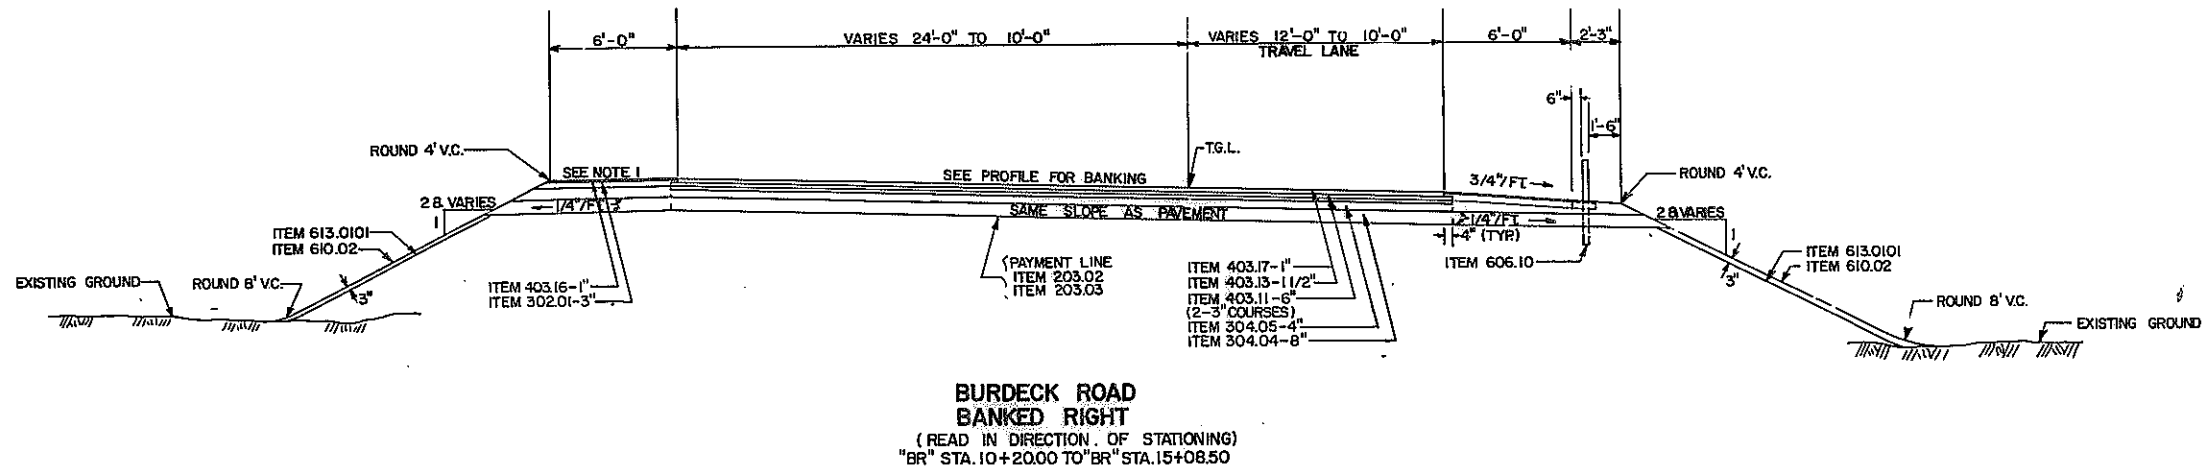 6'-0"
VARIES 24'-0" TO 10'-0"
VARIES 12'-0" TO 10'-0"
TRAVEL LANE
6'-0"
2'-3"
6"
1'-6"
ROUND 4' V.C.
SEE NOTE 1
SEE PROFILE FOR BANKING
T.G.L.
3/4"/FT.
ROUND 4' V.C.
2 & VARIES
1
1/4"/FT.
SAME SLOPE AS PAVEMENT
1/4"/FT.
4" (TYP.)
2 & VARIES
1
ITEM 613.0101
ITEM 610.02
3"
EXISTING GROUND
ROUND 8' V.C.
ITEM 403.16-1"
ITEM 302.01-3"
PAYMENT LINE
ITEM 203.02
ITEM 203.03
ITEM 403.17-1"
ITEM 403.13-1 1/2"
ITEM 403.11-6"
(2-3" COURSES)
ITEM 304.05-4"
ITEM 304.04-8"
ITEM 606.10
3"
ITEM 613.0101
ITEM 610.02
ROUND 8' V.C.
EXISTING GROUND
BURDECK ROAD
BANKED RIGHT
(READ IN DIRECTION. OF STATIONING)
"BR" STA. 10+20.00 TO "BR" STA. 15+08.50